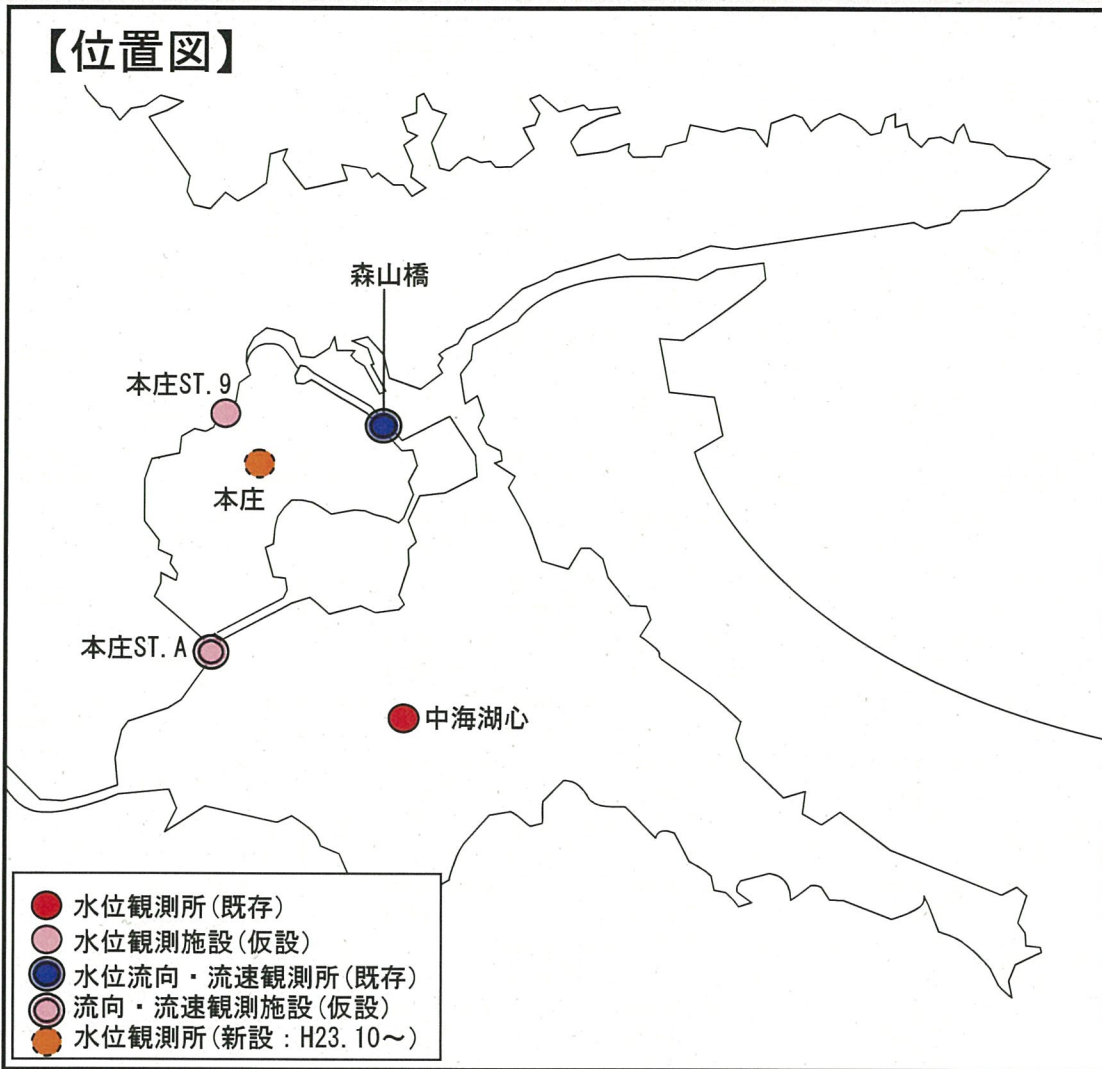 【位置図】
森山橋
本庄ST.9
本庄
本庄ST.A
中海湖心
水位観測所(既存)
水位観測施設(仮設)
水位流向・流速観測所(既存)
流向・流速観測施設(仮設)
水位観測所(新設:H23.10~)